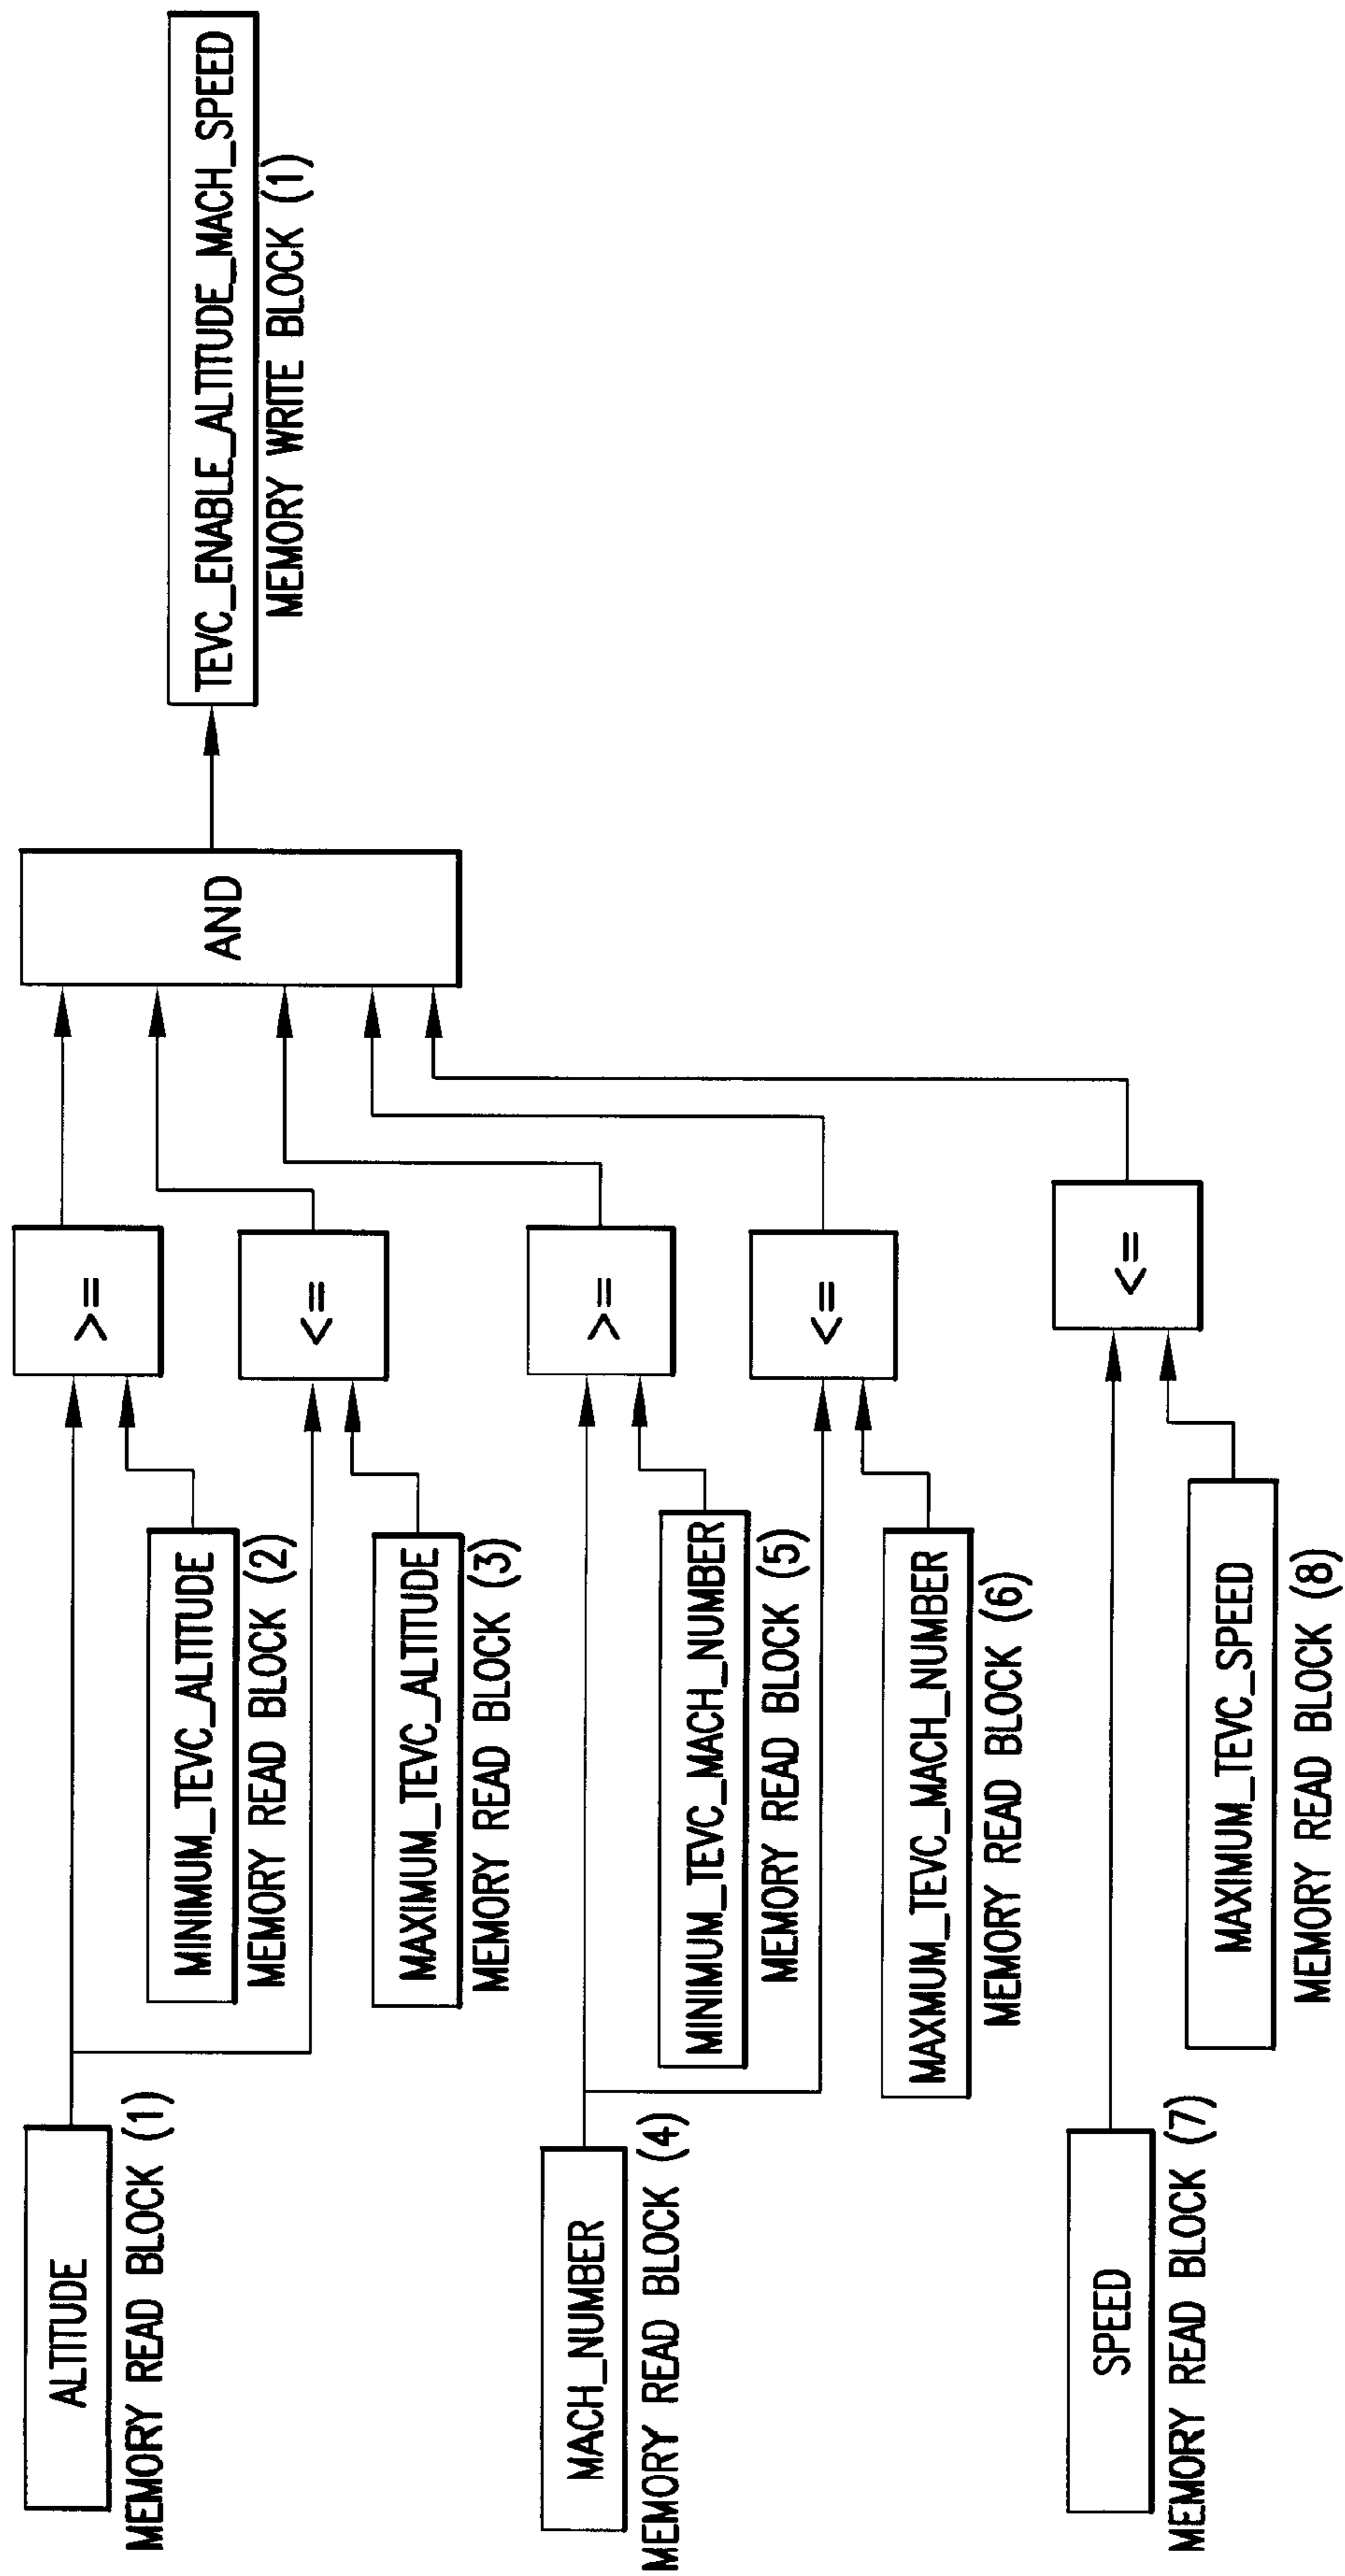 ALTITUDE
MEMORY READ BLOCK (1)
MINIMUM_TEVC_ALTITUDE
MEMORY READ BLOCK (2)
>=
MAXIMUM_TEVC_ALTITUDE
MEMORY READ BLOCK (3)
<=
MACH_NUMBER
MEMORY READ BLOCK (4)
MINIMUM_TEVC_MACH_NUMBER
MEMORY READ BLOCK (5)
>=
MAXMUM_TEVC_MACH_NUMBER
MEMORY READ BLOCK (6)
<=
SPEED
MEMORY READ BLOCK (7)
MAXIMUM_TEVC_SPEED
MEMORY READ BLOCK (8)
<=
AND
TEVC_ENABLE_ALTITUDE_MACH_SPEED
MEMORY WRITE BLOCK (1)